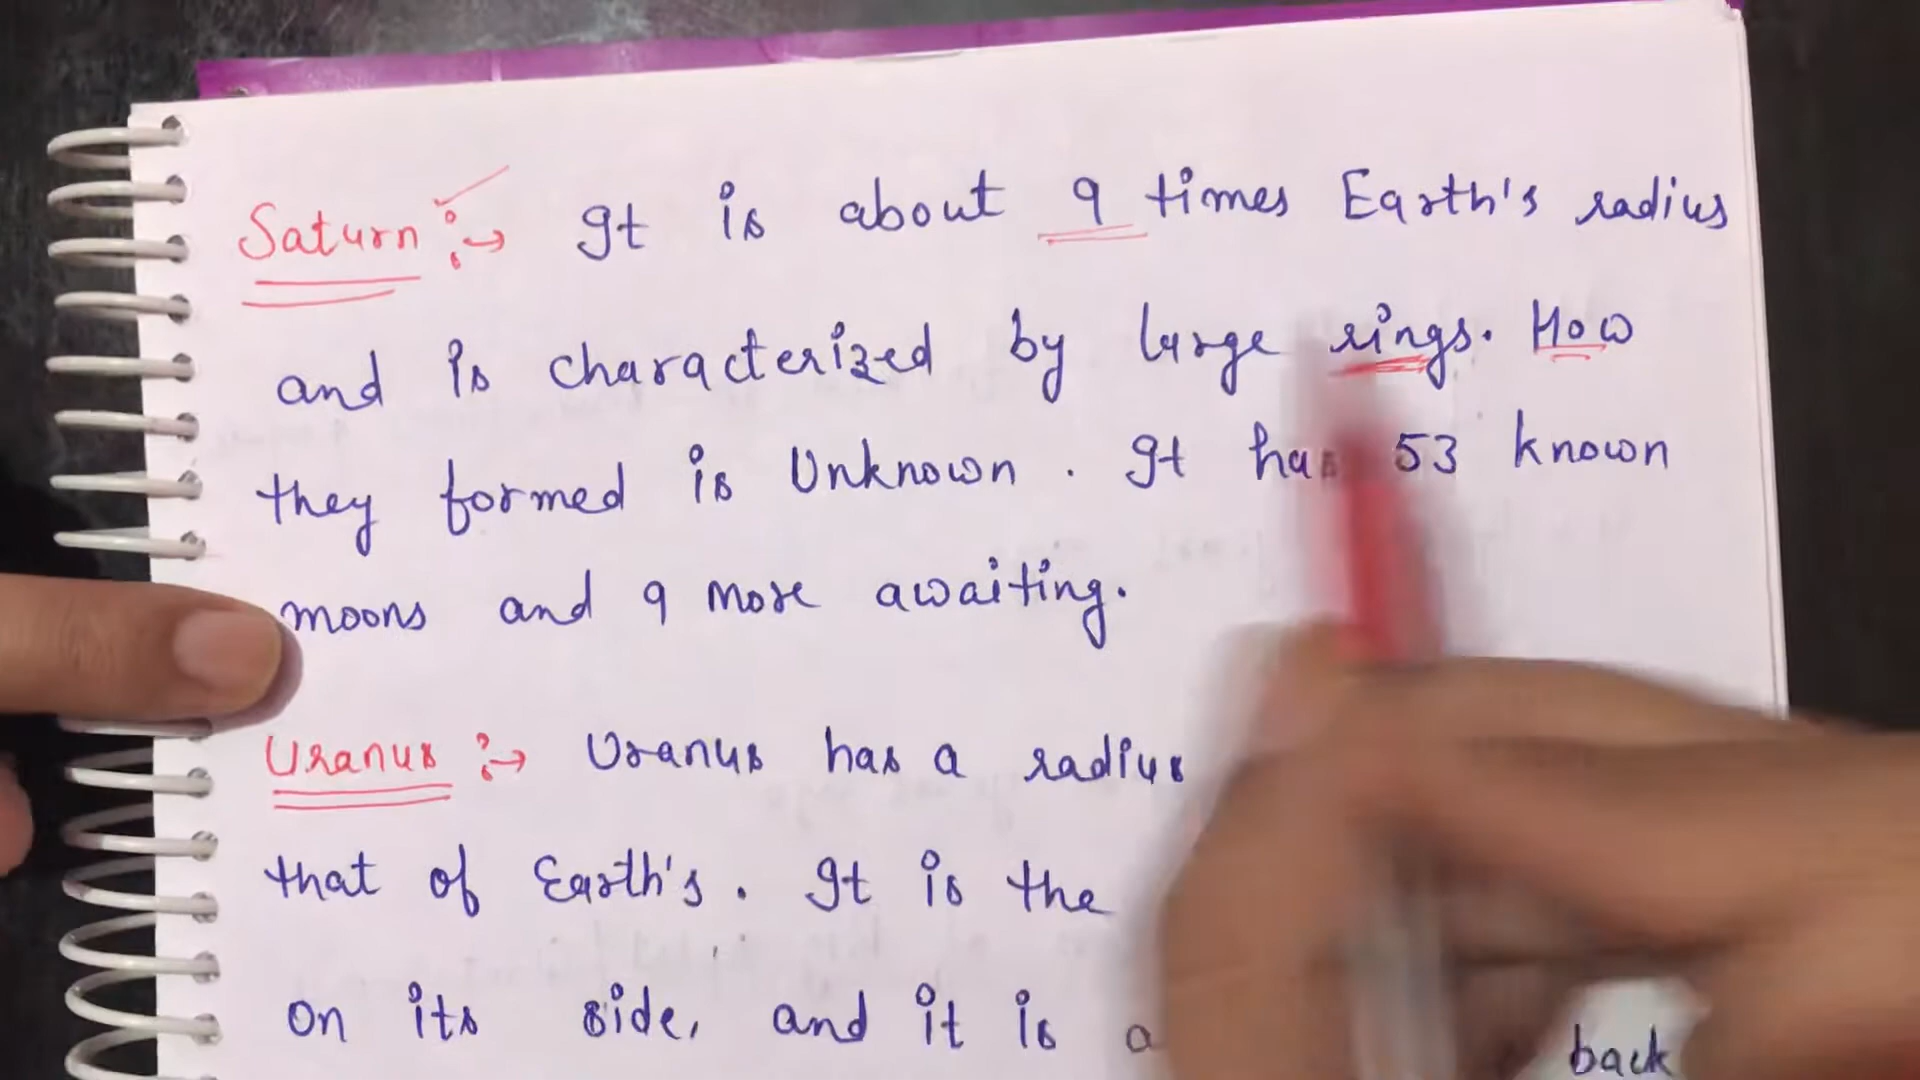 Saturn :→ It is about 9 times Earth's radius
and is characterized by large rings. How
they formed is Unknown . It has 53 known
moons and 9 more awaiting.
Uranus :→ Uranus has a radius
that of Earth's . It is the
on its side, and it is a back